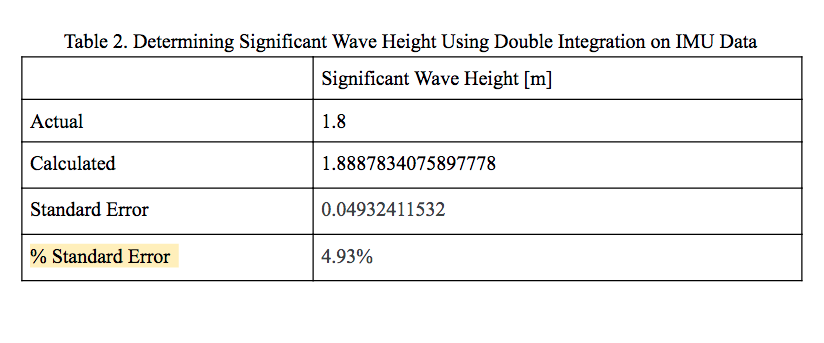 Table 2. Determining Significant Wave Height Using Double Integration on IMU Data
Significant Wave Height [m]
Actual 1.8
Calculated 1.8887834075897778
Standard Error 0.04932411532
% Standard Error 4.93%